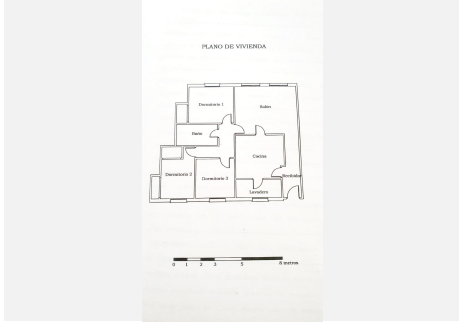 PLANO DE VIVIENDA
Dormitorio 1
Salón
Baño
Cocina
Dormitorio 2
Dormitorio 3
Recibidor
Lavadero
0 1 2 3 5 8 metros